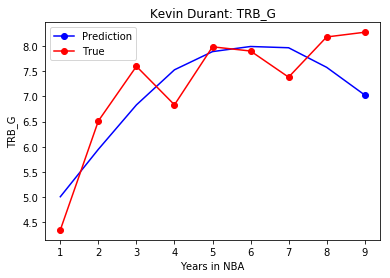 Kevin Durant: TRB_G
Prediction
True
TRB_G
8.0
7.5
7.0
6.5
6.0
5.5
5.0
4.5
1 2 3 4 5 6 7 8 9
Years in NBA